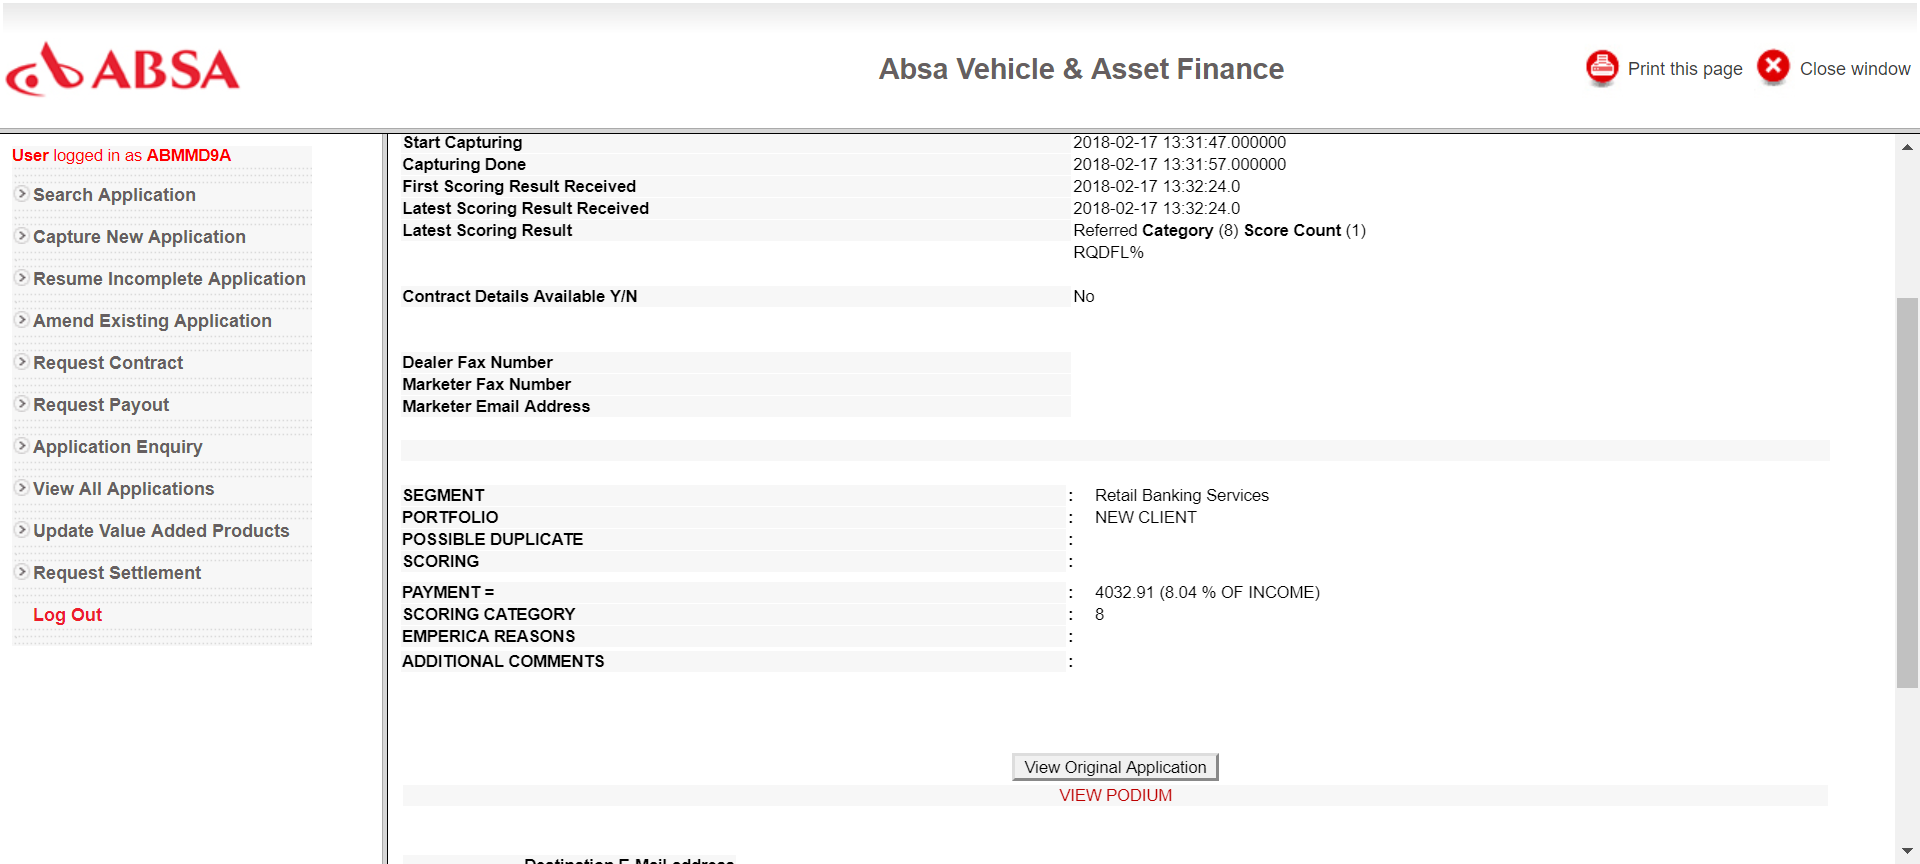 ABSA
Absa Vehicle & Asset Finance
Print this page
Close window
User logged in as ABMMD9A
Search Application
Capture New Application
Resume Incomplete Application
Amend Existing Application
Request Contract
Request Payout
Application Enquiry
View All Applications
Update Value Added Products
Request Settlement
Log Out
Start Capturing 2018-02-17 13:31:47.000000
Capturing Done 2018-02-17 13:31:57.000000
First Scoring Result Received 2018-02-17 13:32:24.0
Latest Scoring Result Received 2018-02-17 13:32:24.0
Latest Scoring Result Referred Category (8) Score Count (1)
RQDFL%
Contract Details Available Y/N No
Dealer Fax Number
Marketer Fax Number
Marketer Email Address
SEGMENT : Retail Banking Services
PORTFOLIO : NEW CLIENT
POSSIBLE DUPLICATE :
SCORING :
PAYMENT = : 4032.91 (8.04 % OF INCOME)
SCORING CATEGORY : 8
EMPERICA REASONS :
ADDITIONAL COMMENTS :
View Original Application
VIEW PODIUM
Destination E-Mail address